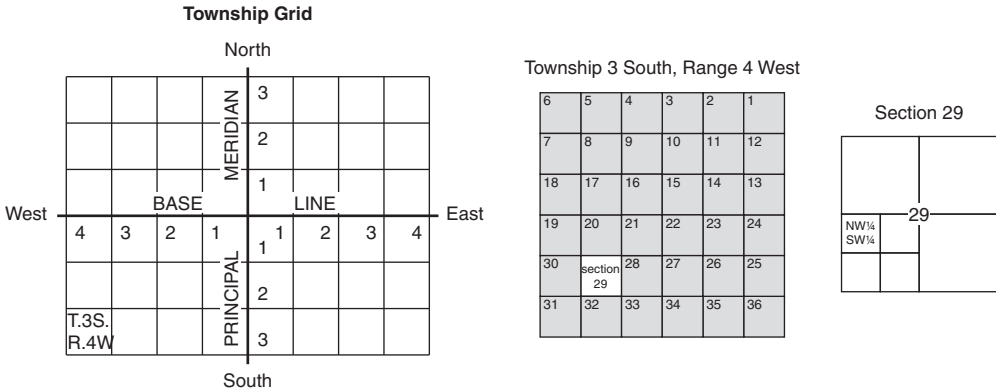 Township Grid
North
3
2
1
MERIDIAN
BASE
LINE
West
East
4 3 2 1 1 2 3 4
1
2
3
PRINCIPAL
T.3S.
R.4W
South
Township 3 South, Range 4 West
6 5 4 3 2 1
7 8 9 10 11 12
18 17 16 15 14 13
19 20 21 22 23 24
30 section 29 28 27 26 25
31 32 33 34 35 36
Section 29
29
NW¼
SW¼